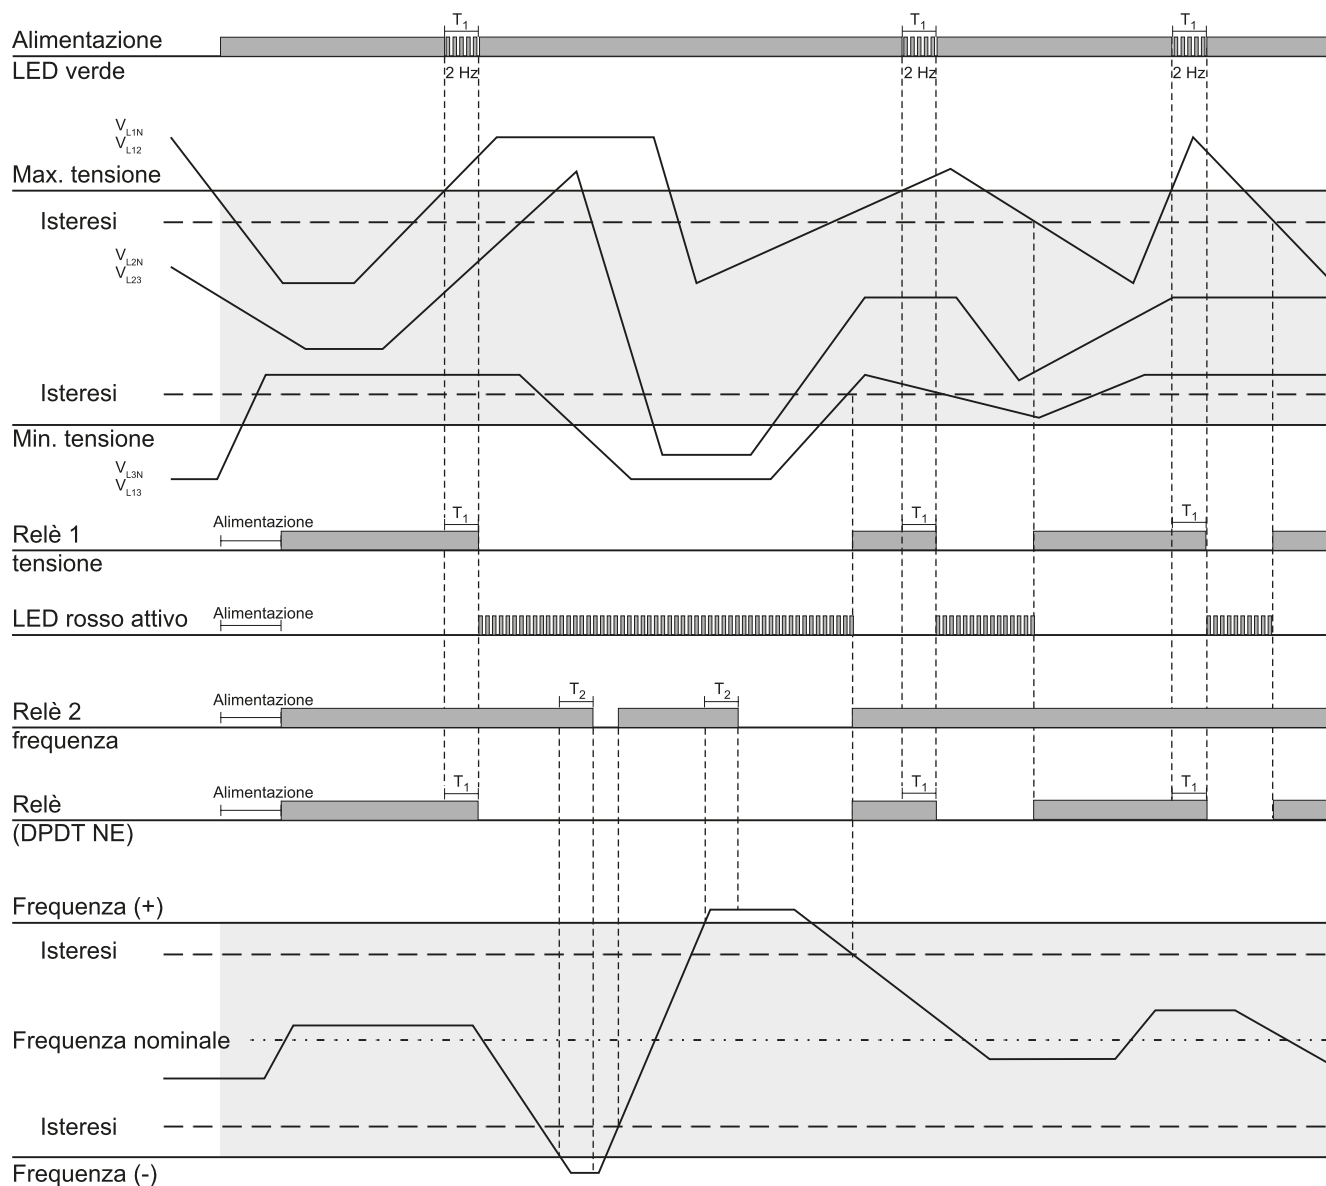 T1 T1 T1
Alimentazione
LED verde 2 Hz 2 Hz 2 Hz
VL1N
VL12
Max. tensione
Isteresi
VL2N
VL23
Isteresi
Min. tensione
VL3N
VL13
Alimentazione T1 T1 T1
Relè 1
tensione
Alimentazione
LED rosso attivo
Alimentazione T2 T2
Relè 2
frequenza
Alimentazione T1 T1 T1
Relè
(DPDT NE)
Frequenza (+)
Isteresi
Frequenza nominale
Isteresi
Frequenza (-)